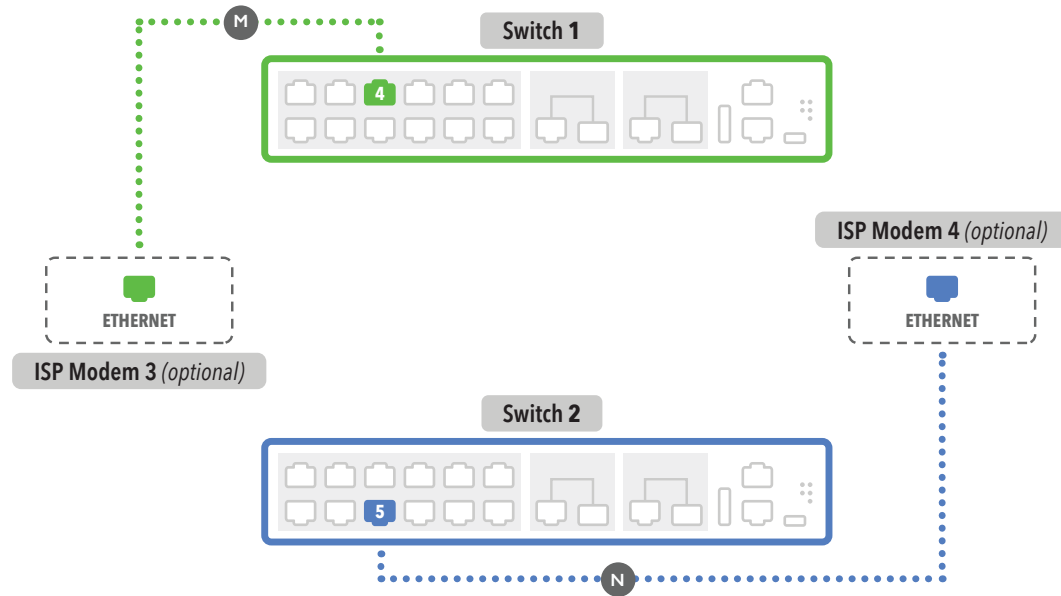 M
Switch 1
4
ISP Modem 4 (optional)
ETHERNET
ETHERNET
ISP Modem 3 (optional)
Switch 2
5
N